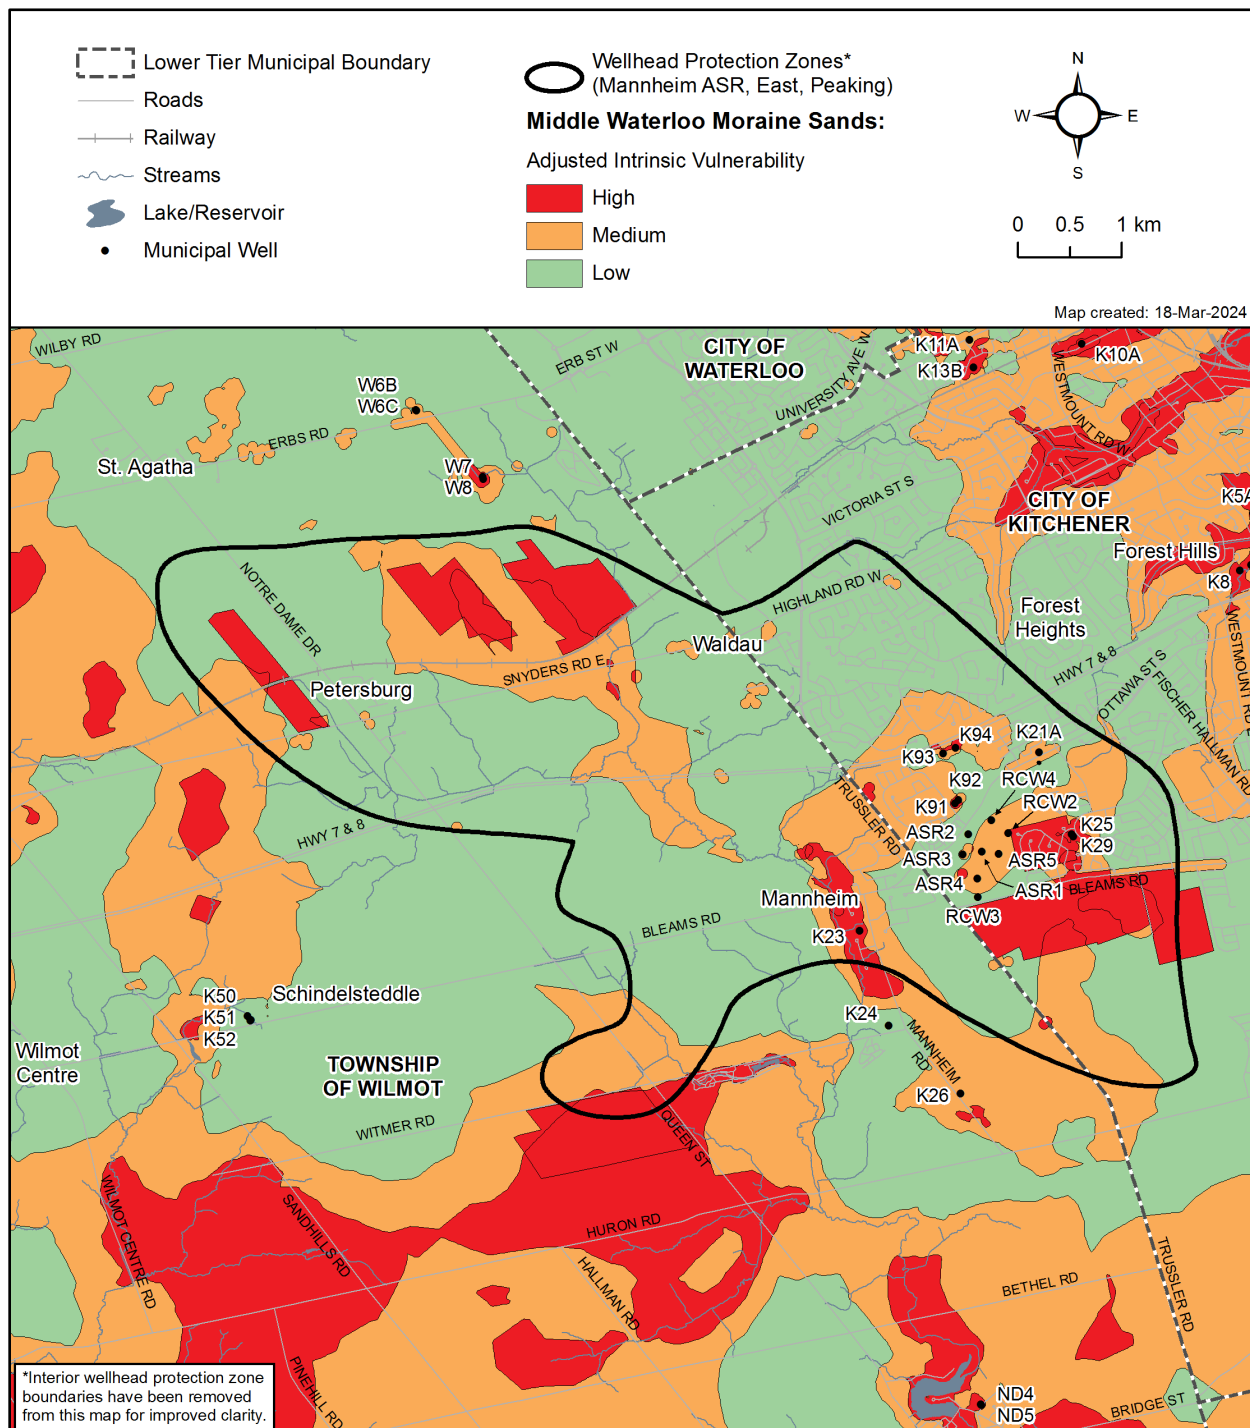 Lower Tier Municipal Boundary
Roads
Railway
Streams
Lake/Reservoir
Municipal Well
Wellhead Protection Zones*
(Mannheim ASR, East, Peaking)
Middle Waterloo Moraine Sands:
Adjusted Intrinsic Vulnerability
High
Medium
Low
N
W
E
S
0 0.5 1 km
Map created: 18-Mar-2024
WILBY RD
ERB ST W
CITY OF
WATERLOO
UNIVERSITY AVE W
K11A
K13B
K10A
WESTMOUNT RD W
W6B
W6C
ERBS RD
St. Agatha
W7
W8
VICTORIA ST S
CITY OF
KITCHENER
K5A
Forest Hills
K8
NOTRE DAME DR
HIGHLAND RD W
Forest
Heights
WESTMOUNT RD E
Waldau
SNYDERS RD E
Petersburg
HWY 7 & 8
OTTAWA ST S
FISCHER HALLMAN RD
K94
K93
K21A
K92
RCW4
K91
RCW2
TRUSSLER RD
ASR2
K25
K29
ASR3
ASR5
ASR4
ASR1
BLEAMS RD
RCW3
HWY 7 & 8
Mannheim
BLEAMS RD
K23
K50
K51
K52
Schindelsteddle
K24
MANNHEIM
RD
Wilmot
Centre
TOWNSHIP
OF WILMOT
K26
WITMER RD
QUEEN ST
WILMOT CENTRE RD
SANDHILLS RD
HURON RD
HALLMAN RD
BETHEL RD
TRUSSLER RD
PINEHILL RD
ND4
ND5
BRIDGE ST
*Interior wellhead protection zone
boundaries have been removed
from this map for improved clarity.